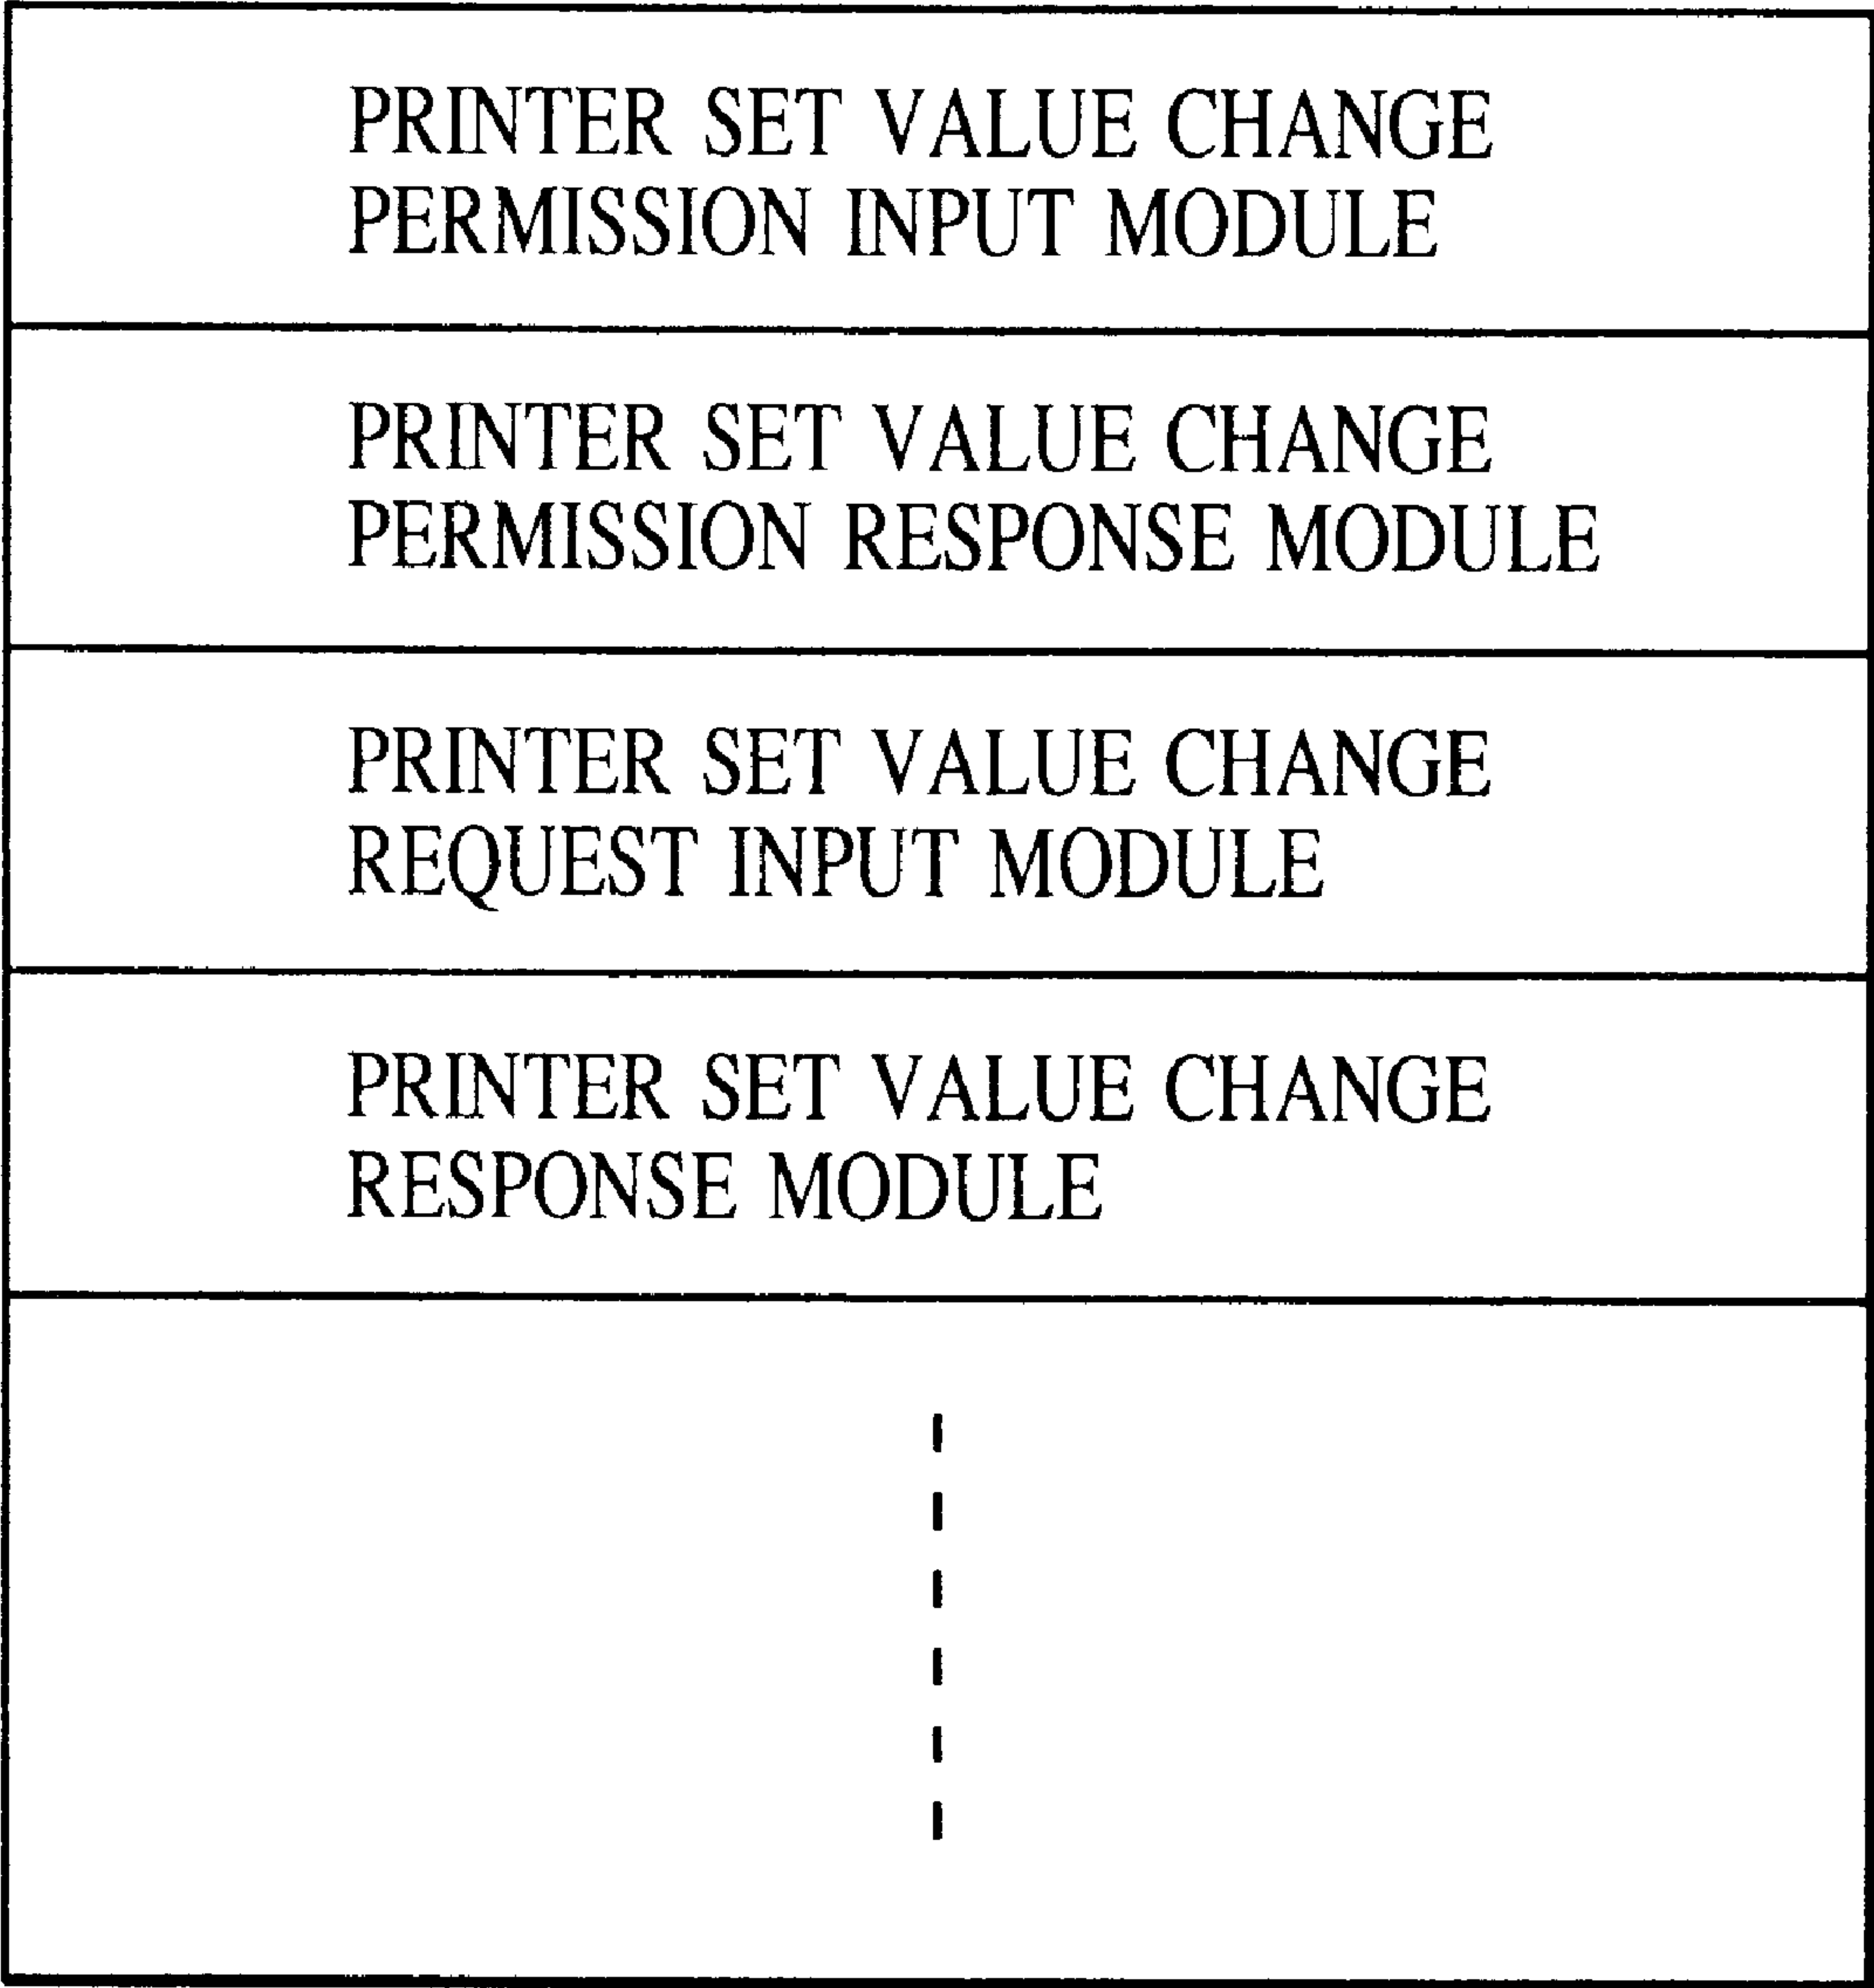 PRINTER SET VALUE CHANGE
PERMISSION INPUT MODULE
PRINTER SET VALUE CHANGE
PERMISSION RESPONSE MODULE
PRINTER SET VALUE CHANGE
REQUEST INPUT MODULE
PRINTER SET VALUE CHANGE
RESPONSE MODULE